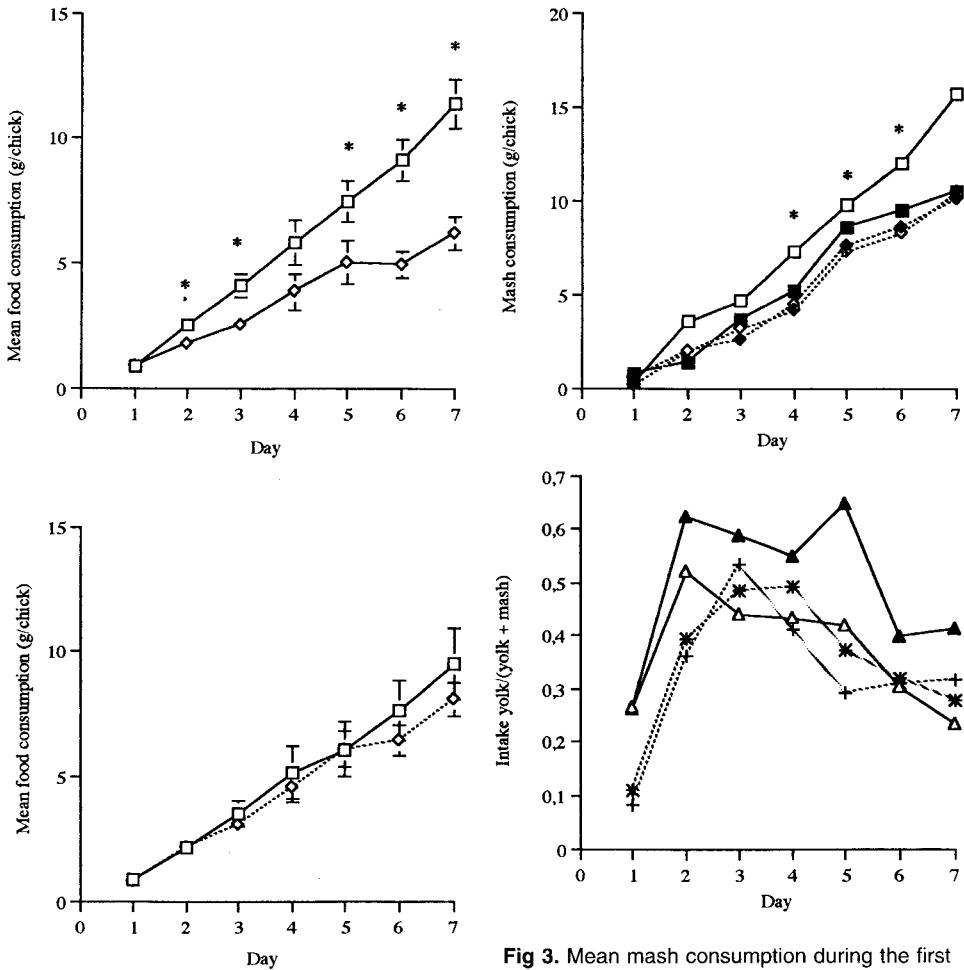 15
10
5
0
Mean food consumption (g/chick)
* * * * *
0 1 2 3 4 5 6 7
Day
20
15
10
5
0
Mash consumption (g/chick)
* * *
0 1 2 3 4 5 6 7
Day
15
10
5
0
Mean food consumption (g/chick)
0 1 2 3 4 5 6 7
Day
0,7
0,6
0,5
0,4
0,3
0,2
0,1
0
Intake yolk/(yolk + mash)
0 1 2 3 4 5 6 7
Day
Fig 3. Mean mash consumption during the first